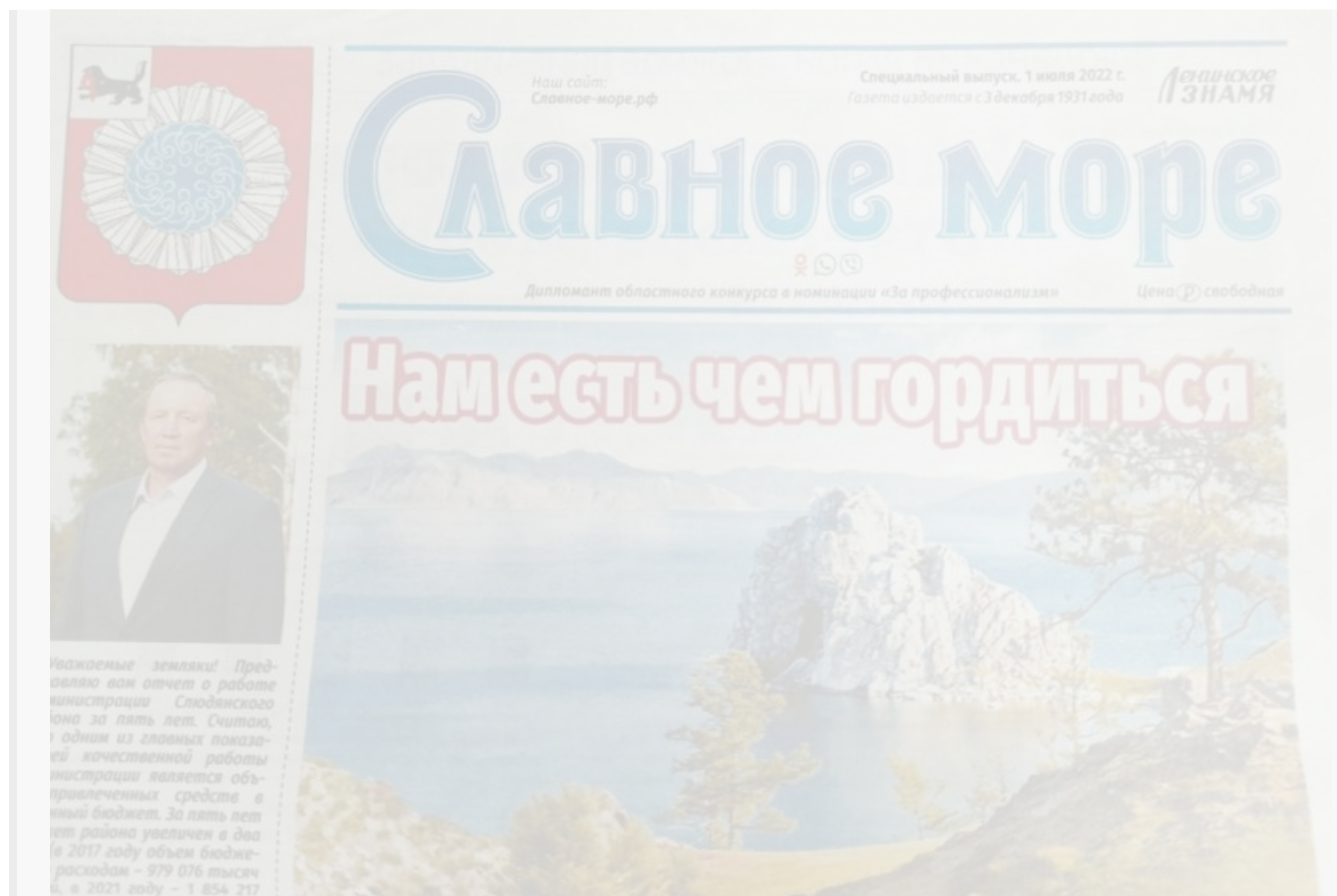 Наш сайт:
Славное-море.рф
Специальный выпуск. 1 июля 2022 г.
Газета издается с 3 декабря 1931 года
Ленинское
ЗНАМЯ
Славное море
Дипломант областного конкурса в номинации «За профессионализм»
Цена Р свободная
Нам есть чем гордиться
Уважаемые земляки! Пред-
авляю вам отчет о работе
министрации Слюдянского
она за пять лет. Считаю,
одним из главных показа-
ей качественной работы
инистрации является объ-
привлеченных средств в
ный бюджет. За пять лет
ет района увеличен в два
(в 2017 году объем бюдже-
расходам – 979 076 тысяч
й, в 2021 году – 1 854 217